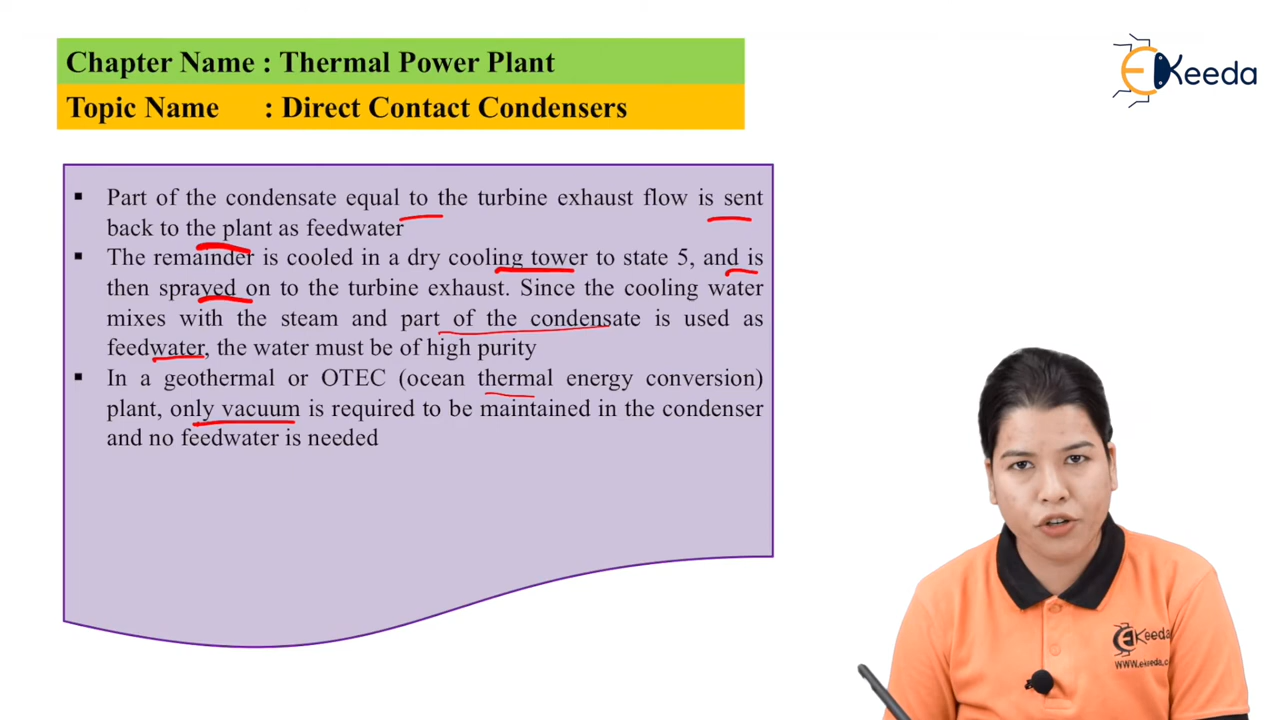 Chapter Name : Thermal Power Plant
Topic Name : Direct Contact Condensers
EKeeda
▪ Part of the condensate equal to the turbine exhaust flow is sent
back to the plant as feedwater
▪ The remainder is cooled in a dry cooling tower to state 5, and is
then sprayed on to the turbine exhaust. Since the cooling water
mixes with the steam and part of the condensate is used as
feedwater, the water must be of high purity
▪ In a geothermal or OTEC (ocean thermal energy conversion)
plant, only vacuum is required to be maintained in the condenser
and no feedwater is needed
EKeeda
www.ekeeda.c